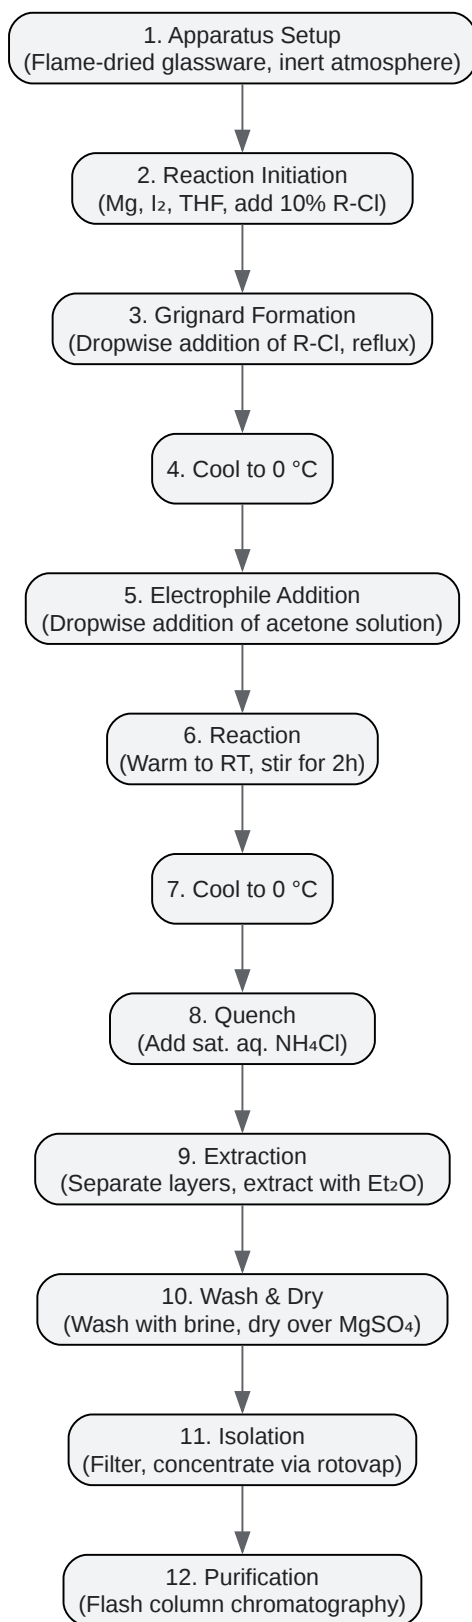 1. Apparatus Setup
(Flame-dried glassware, inert atmosphere)
2. Reaction Initiation
(Mg, I₂, THF, add 10% R-Cl)
3. Grignard Formation
(Dropwise addition of R-Cl, reflux)
4. Cool to 0 °C
5. Electrophile Addition
(Dropwise addition of acetone solution)
6. Reaction
(Warm to RT, stir for 2h)
7. Cool to 0 °C
8. Quench
(Add sat. aq. NH₄Cl)
9. Extraction
(Separate layers, extract with Et₂O)
10. Wash & Dry
(Wash with brine, dry over MgSO₄)
11. Isolation
(Filter, concentrate via rotovap)
12. Purification
(Flash column chromatography)